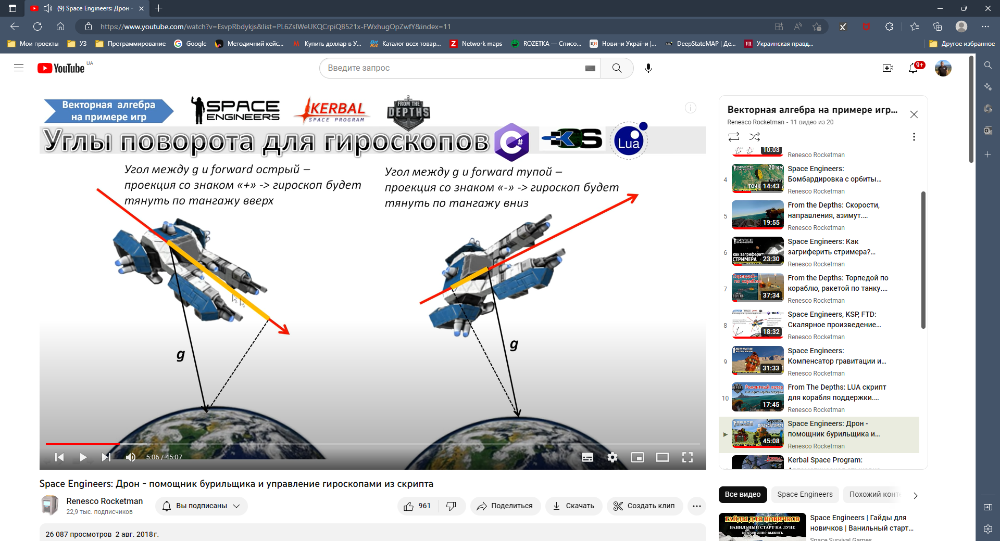 (9) Space Engineers: Дрон -
https://www.youtube.com/watch?v=EsvpRbdykjs&list=PL6ZsIWeUKQCrpiQB521x-FWxhugOpZwfY&index=11
Мои проекты
УЗ
Программирование
Google
Методичний кейс...
Купить доллар в У...
Каталог всех товар...
Network maps
ROZETKA — Списо...
Новини України |...
DeepStateMAP | Де...
Украинская правд...
Другое избранное
YouTube UA
Введите запрос
9+
Векторная алгебра
на примере игр
SPACE
ENGINEERS
KERBAL
SPACE PROGRAM
FROM THE
DEPTHS
Углы поворота для гироскопов
C#
KOS
Lua
Угол между g и forward острый –
проекция со знаком «+» -> гироскоп будет
тянуть по тангажу вверх
Угол между g и forward тупой –
проекция со знаком «-» -> гироскоп будет
тянуть по тангажу вниз
g
g
5:06 / 45:07
Space Engineers: Дрон - помощник бурильщика и управление гироскопами из скрипта
Renesco Rocketman
22,9 тыс. подписчиков
Вы подписаны
961
Поделиться
Скачать
Создать клип
26 087 просмотров 2 авг. 2018 г.
Векторная алгебра на примере игр...
Renesco Rocketman - 11 видео из 20
10:03
Renesco Rocketman
4
20 км
14:43
Space Engineers:
Бомбардировка с орбиты...
Renesco Rocketman
5
19:55
From the Depths: Скорости,
направления, азимут....
Renesco Rocketman
6
как загриферить
СТРИМЕРА
23:30
Space Engineers: Как
загриферить стримера?...
Renesco Rocketman
7
Торпедой
по кораблю
37:34
From the Depths: Торпедой по
кораблю, ракетой по танку....
Renesco Rocketman
8
18:32
Space Engineers, KSP, FTD:
Скалярное произведение...
Renesco Rocketman
9
31:33
Space Engineers:
Компенсатор гравитации и...
Renesco Rocketman
10
Ремонтный катер
17:45
From The Depths: LUA скрипт
для корабля поддержки....
Renesco Rocketman
Буровой
ПОЛУАВТОМАТ
45:08
Space Engineers: Дрон -
помощник бурильщика и...
Renesco Rocketman
KERBAL
Kerbal Space Program:
Все видео
Space Engineers
Похожий конте
ГАЙДЫ ДЛЯ НОВИЧКОВ
ВАНИЛЬНЫЙ СТАРТ НА ЛУНЕ
как успешно выжить
Space Engineers | Гайды для
новичков | Ванильный старт...
Space Survival Games